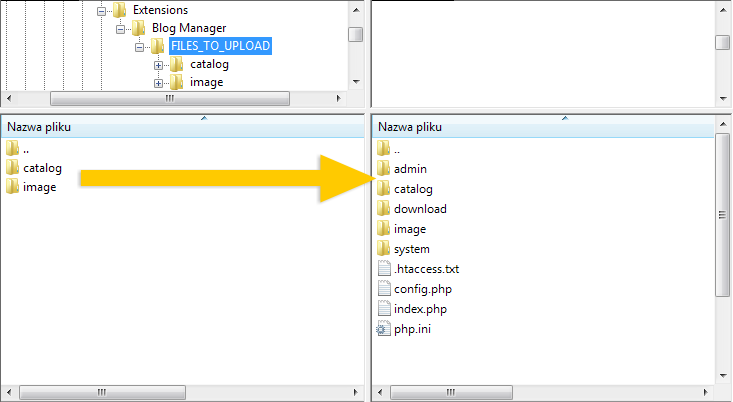 Extensions
Blog Manager
FILES_TO_UPLOAD
catalog
image
Nazwa pliku
..
catalog
image
Nazwa pliku
..
admin
catalog
download
image
system
.htaccess.txt
config.php
index.php
php.ini